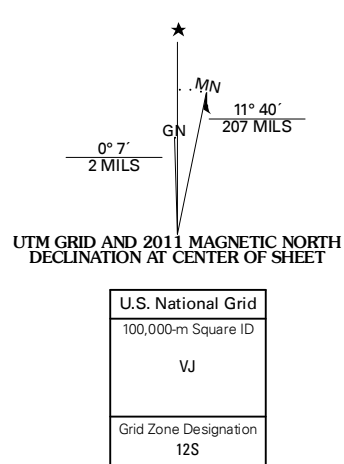 ★
MN
GN
11° 40´
207 MILS
0° 7´
2 MILS
UTM GRID AND 2011 MAGNETIC NORTH
DECLINATION AT CENTER OF SHEET
U.S. National Grid
100,000-m Square ID
VJ
Grid Zone Designation
12S